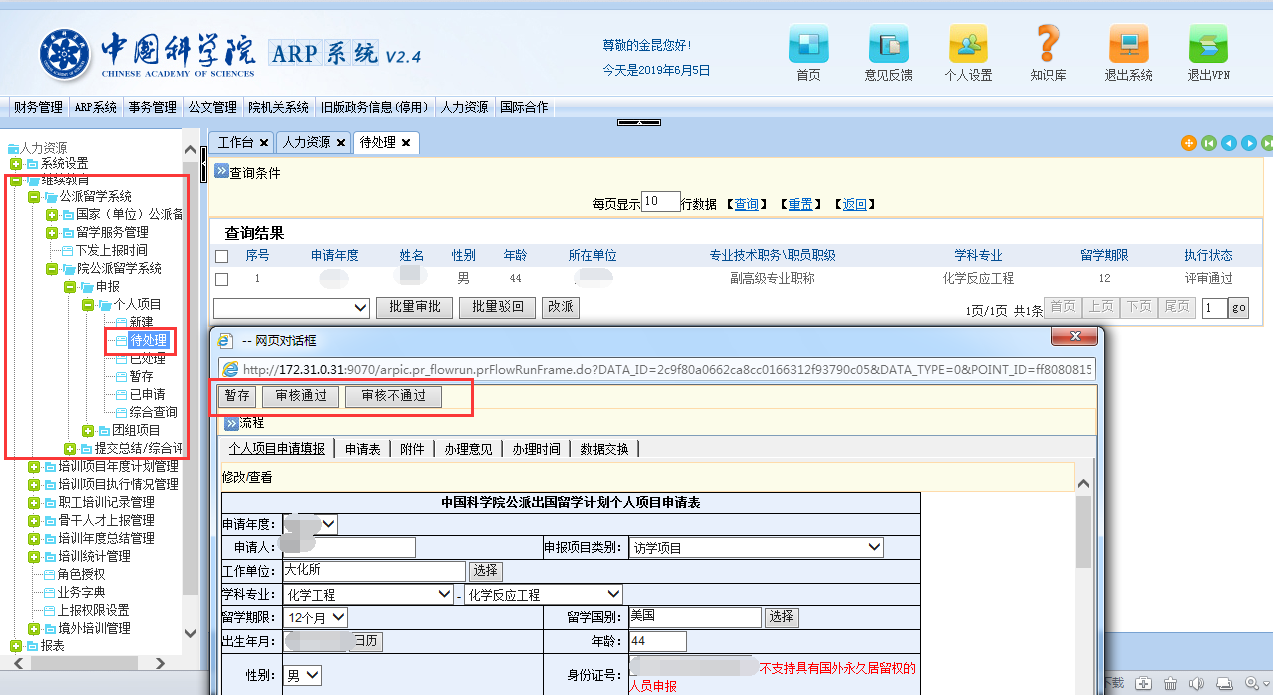 中国科学院
CHINESE ACADEMY OF SCIENCES
ARP 系统 V2.4
尊敬的金昆您好!
今天是2019年6月5日
首页
意见反馈
个人设置
知识库
退出系统
退出VPN
财务管理 ARP系统 事务管理 公文管理 院机关系统 旧版政务信息(停用) 人力资源 国际合作
人力资源
系统设置
继续教育
公派留学系统
国家（单位）公派备
留学服务管理
下发上报时间
院公派留学系统
申报
个人项目
新建
待处理
已处理
暂存
已申请
综合查询
团组项目
提交总结/综合评
培训项目年度计划管理
培训项目执行情况管理
职工培训记录管理
骨干人才上报管理
培训年度总结管理
培训统计管理
角色授权
业务字典
上报权限设置
境外培训管理
报表
工作台 × 人力资源 × 待处理 ×
查询条件
每页显示 10 行数据 【查询】 【重置】 【返回】
查询结果
序号 申请年度 姓名 性别 年龄 所在单位 专业技术职务\职员职级 学科专业 留学期限 执行状态
1 男 44 副高级专业职称 化学反应工程 12 评审通过
批量审批 批量驳回 改派
1页/1页 共1条 首页 上页 下页 尾页 1 go
-- 网页对话框
http://172.31.0.31:9070/arpic.pr_flowrun.prFlowRunFrame.do?DATA_ID=2c9f80a0662ca8cc0166312f93790c05&DATA_TYPE=0&POINT_ID=ff8080815
暂存 审核通过 审核不通过
流程
个人项目申请填报 申请表 附件 办理意见 办理时间 数据交换
修改/查看
中国科学院公派出国留学计划个人项目申请表
申请年度：
申请人： 申报项目类别： 访学项目
工作单位： 大化所 选择
学科专业： 化学工程 - 化学反应工程
留学期限： 12个月 留学国别： 美国 选择
出生年月： 日历 年龄： 44
性别： 男 身份证号： 不支持具有国外永久居留权的
人员申报
下载